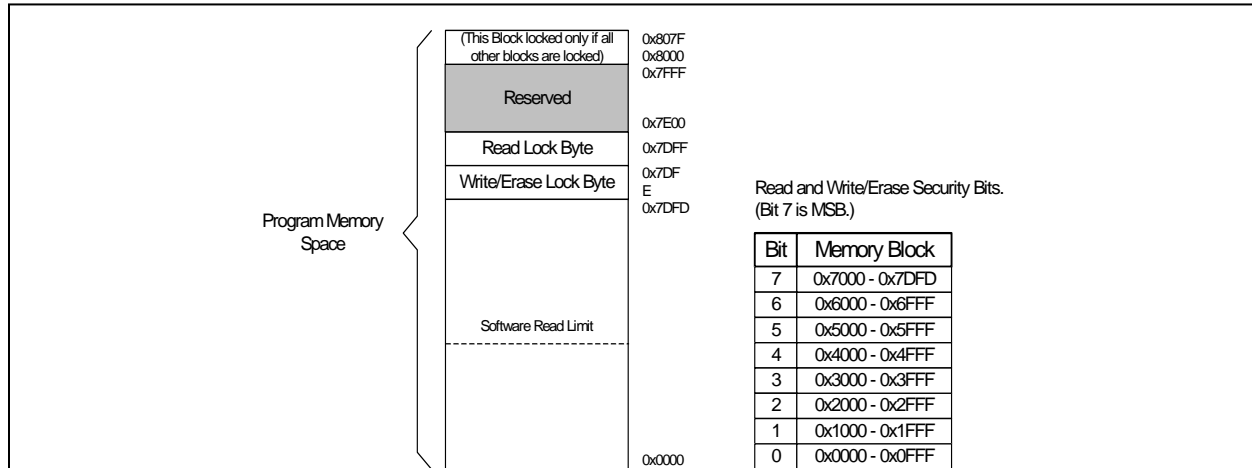 (This Block locked only if all
other blocks are locked)
0x807F
0x8000
0x7FFF
Reserved
0x7E00
Read Lock Byte
0x7DFF
Write/Erase Lock Byte
0x7DF
E
0x7DFD
Program Memory
Space
Software Read Limit
0x0000
Read and Write/Erase Security Bits.
(Bit 7 is MSB.)
Bit Memory Block
7 0x7000 - 0x7DFD
6 0x6000 - 0x6FFF
5 0x5000 - 0x5FFF
4 0x4000 - 0x4FFF
3 0x3000 - 0x3FFF
2 0x2000 - 0x2FFF
1 0x1000 - 0x1FFF
0 0x0000 - 0x0FFF